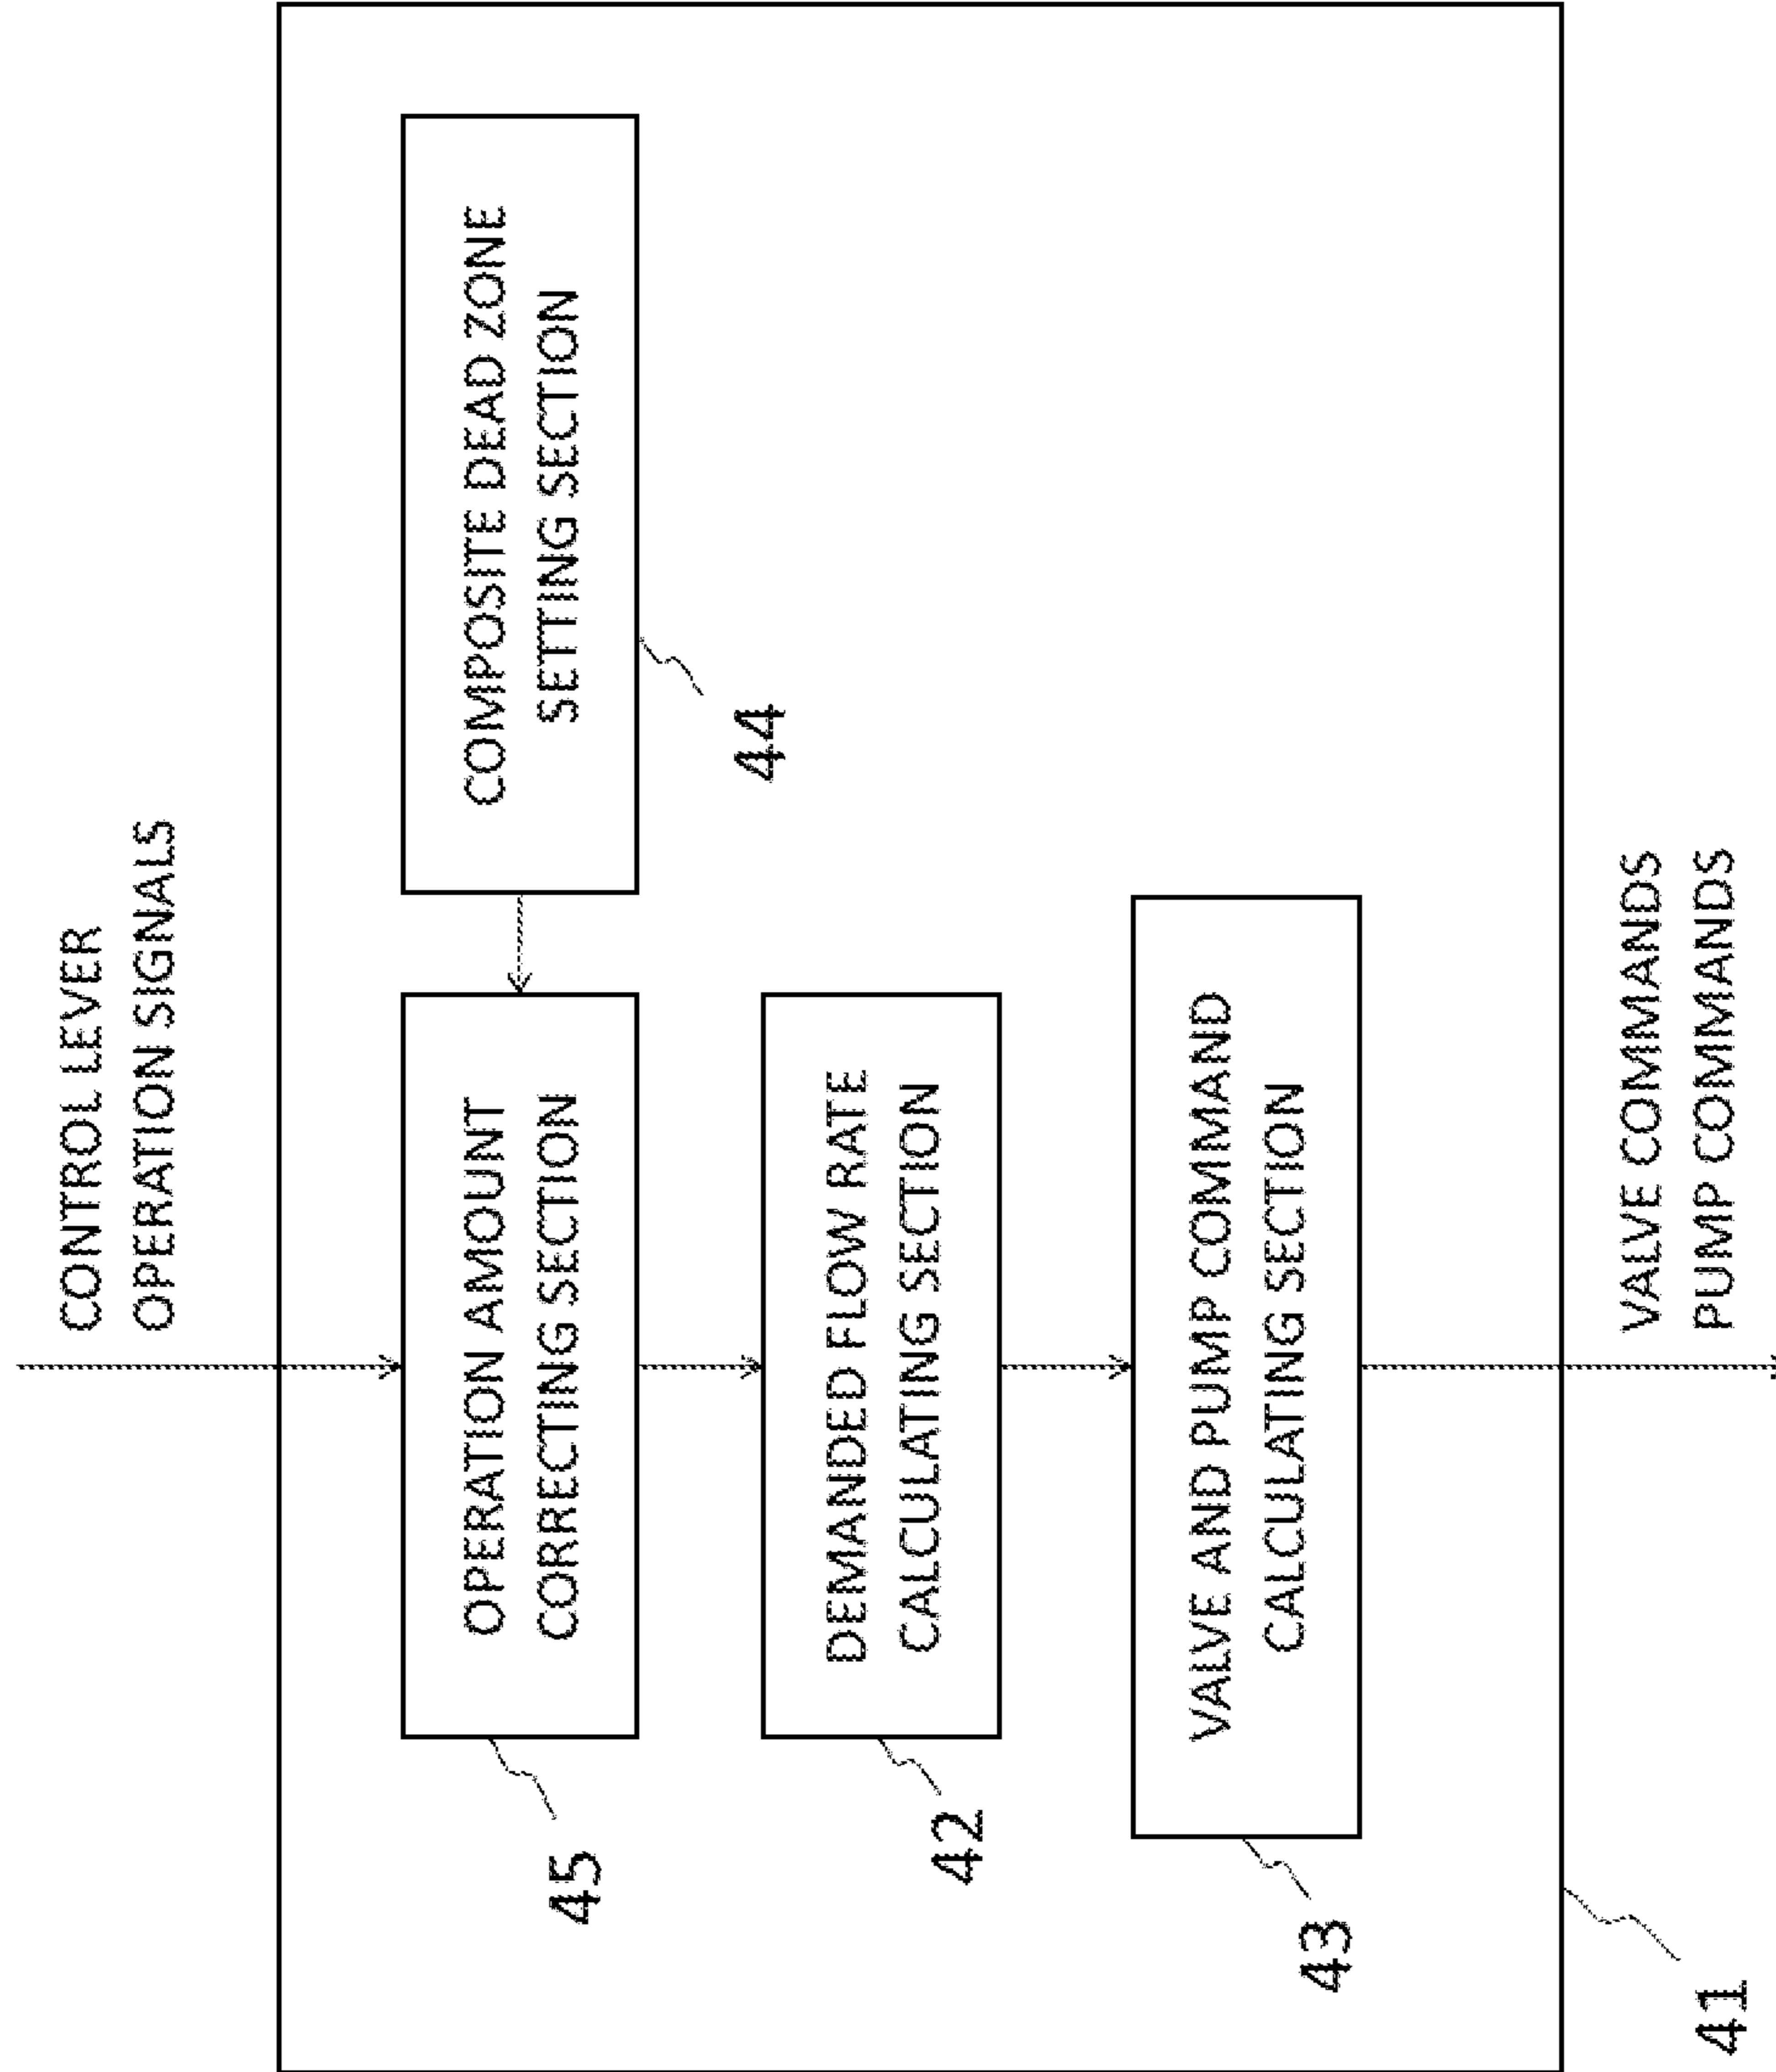 CONTROL LEVER
OPERATION SIGNALS
OPERATION AMOUNT
CORRECTING SECTION
45
COMPOSITE DEAD ZONE
SETTING SECTION
44
DEMANDED FLOW RATE
CALCULATING SECTION
42
VALVE AND PUMP COMMAND
CALCULATING SECTION
43
VALVE COMMANDS
PUMP COMMANDS
41